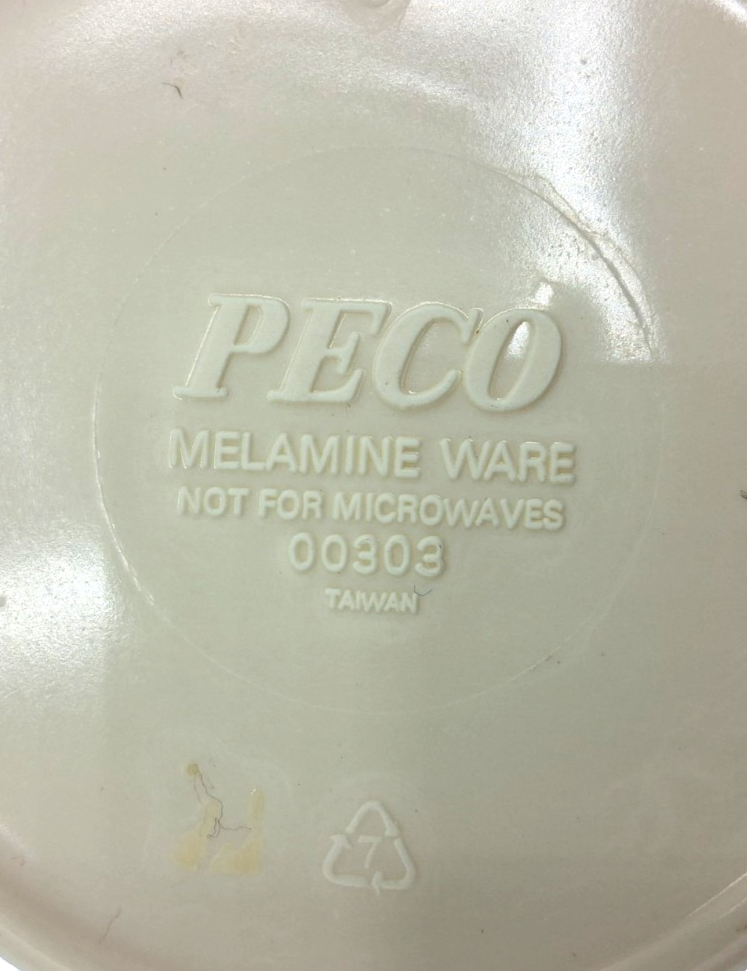 PECO
MELAMINE WARE
NOT FOR MICROWAVES
00303
TAIWAN
7